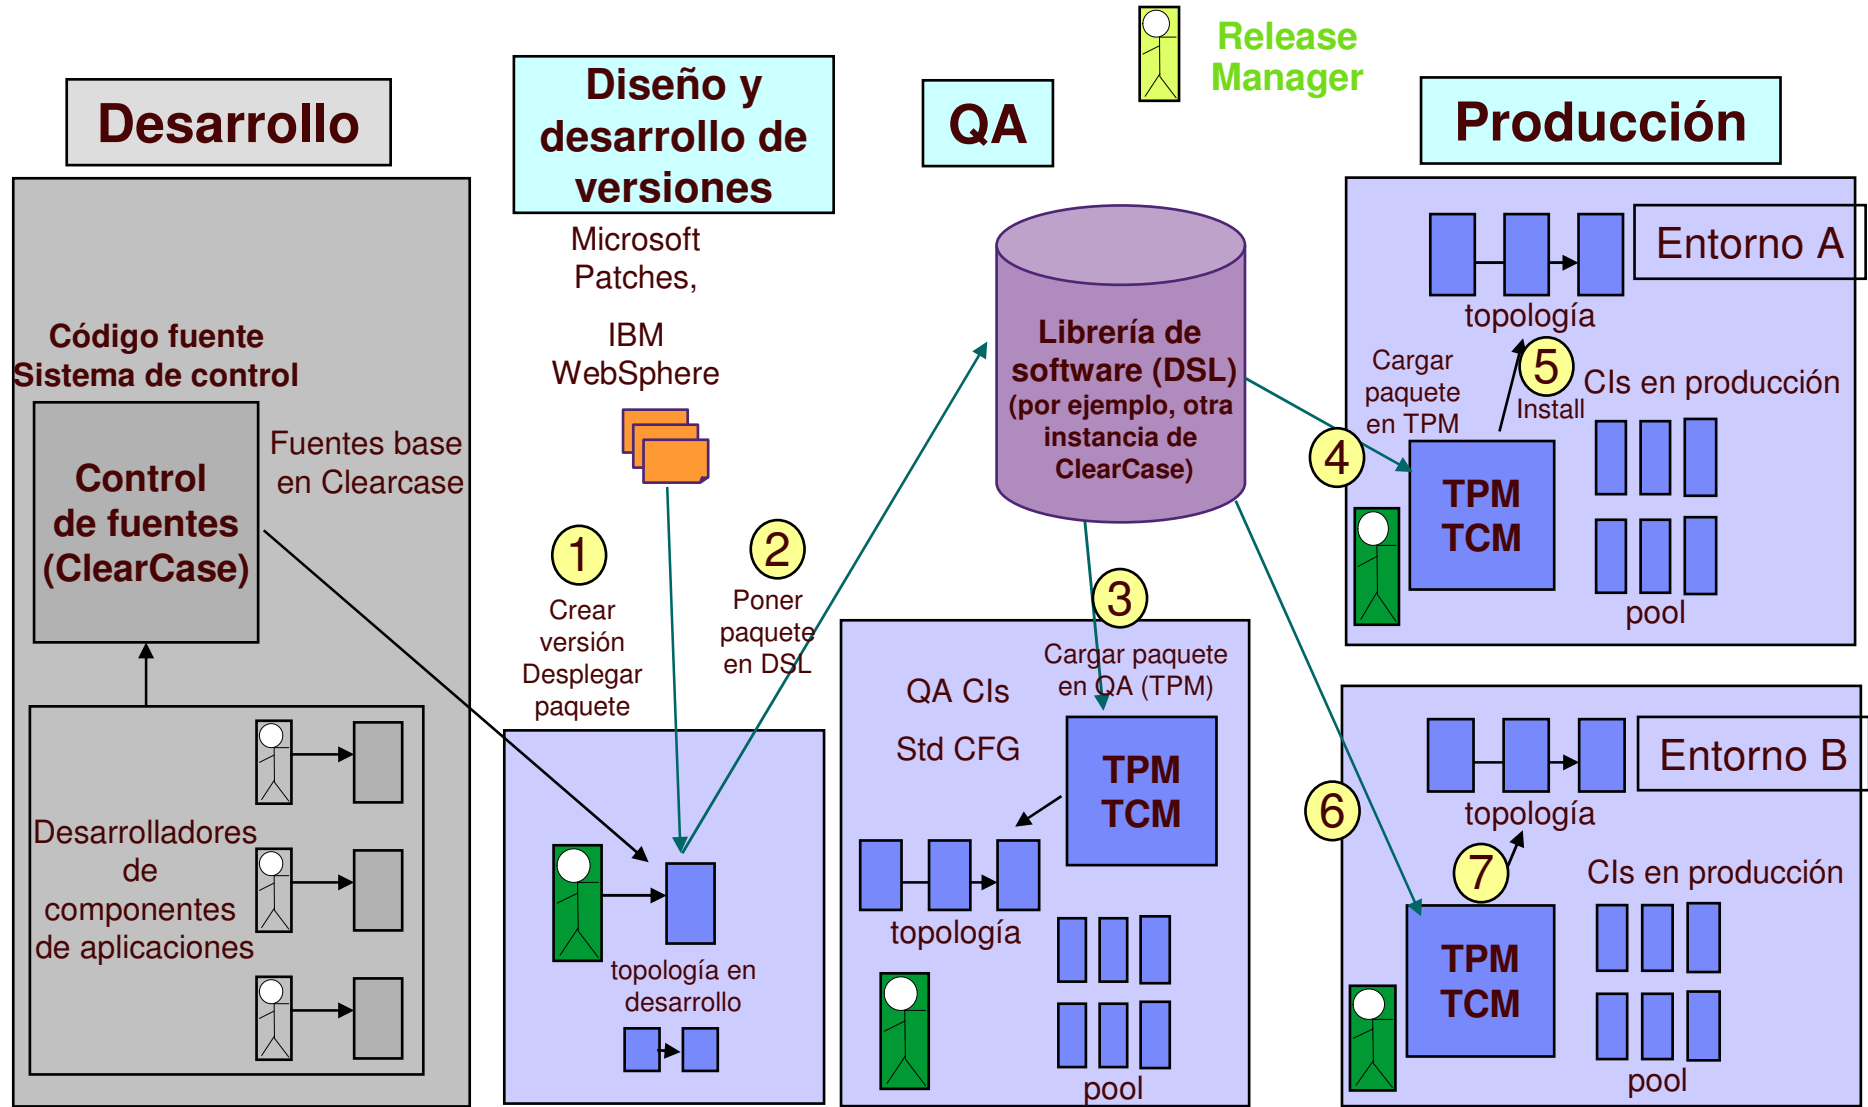 Release
Manager
Desarrollo
Diseño y
desarrollo de
versiones
QA
Producción
Microsoft
Patches,
IBM
WebSphere
Código fuente
Sistema de control
Control
de fuentes
(ClearCase)
Fuentes base
en Clearcase
Desarrolladores
de
componentes
de aplicaciones
1
Crear
versión
Desplegar
paquete
2
Poner
paquete
en DSL
topología en
desarrollo
Librería de
software (DSL)
(por ejemplo, otra
instancia de
ClearCase)
3
Cargar paquete
en QA (TPM)
QA CIs
Std CFG
TPM
TCM
topología
pool
Entorno A
topología
Cargar
paquete
en TPM
5
Install
CIs en producción
4
TPM
TCM
pool
Entorno B
topología
6
7
CIs en producción
TPM
TCM
pool